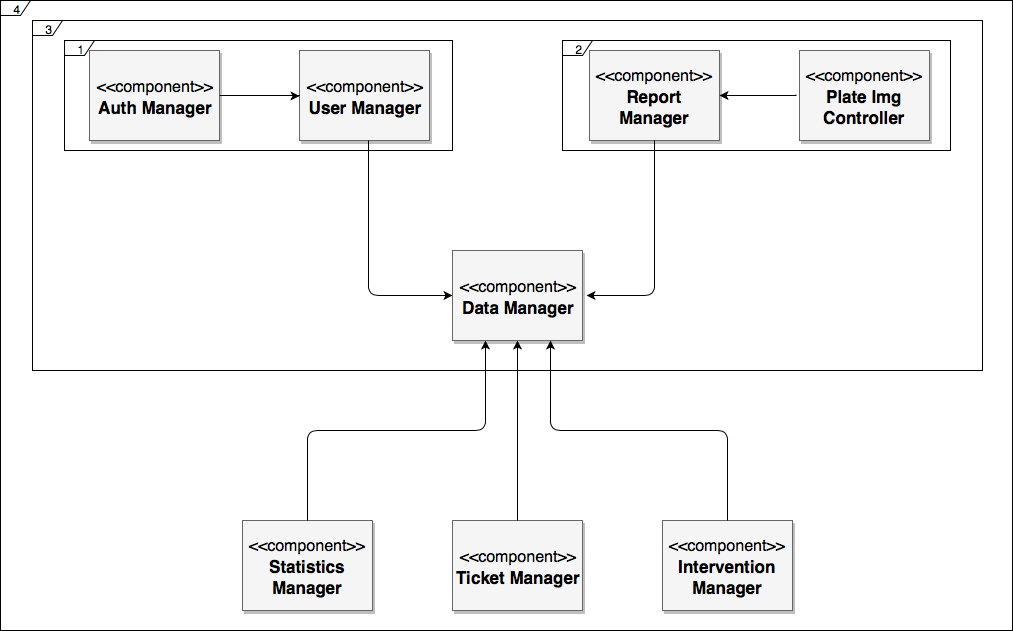 4
3
1
2
<<component>>
Auth Manager
<<component>>
User Manager
<<component>>
Report
Manager
<<component>>
Plate Img
Controller
<<component>>
Data Manager
<<component>>
Statistics
Manager
<<component>>
Ticket Manager
<<component>>
Intervention
Manager